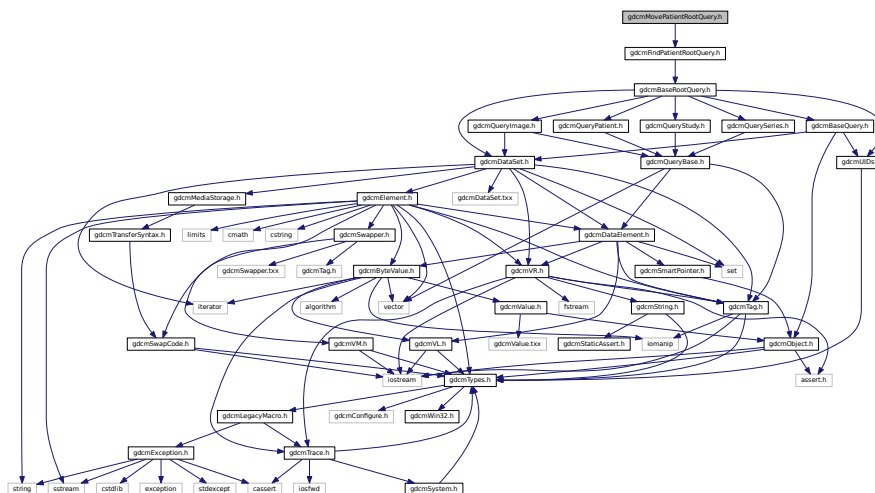 gdcmMovePatientRootQuery.h
gdcmFindPatientRootQuery.h
gdcmBaseRootQuery.h
gdcmQueryImage.h
gdcmQueryPatient.h
gdcmQueryStudy.h
gdcmQuerySeries.h
gdcmBaseQuery.h
gdcmDataSet.h
gdcmQueryBase.h
gdcmUIDs
gdcmMediaStorage.h
gdcmElement.h
gdcmDataSet.txx
gdcmTransferSyntax.h
limits
cmath
cstring
gdcmSwapper.h
gdcmDataElement.h
gdcmSwapper.txx
gdcmTag.h
gdcmByteValue.h
gdcmVR.h
gdcmSmartPointer.h
set
iterator
algorithm
vector
gdcmValue.h
fstream
gdcmString.h
gdcmTag.h
gdcmSwapCode.h
gdcmVM.h
gdcmVL.h
gdcmValue.txx
gdcmStaticAssert.h
iomanip
gdcmObject.h
iostream
gdcmTypes.h
assert.h
gdcmLegacyMacro.h
gdcmConfigure.h
gdcmWin32.h
gdcmException.h
gdcmTrace.h
string
sstream
cstdlib
exception
stdexcept
cassert
iosfwd
gdcmSystem.h